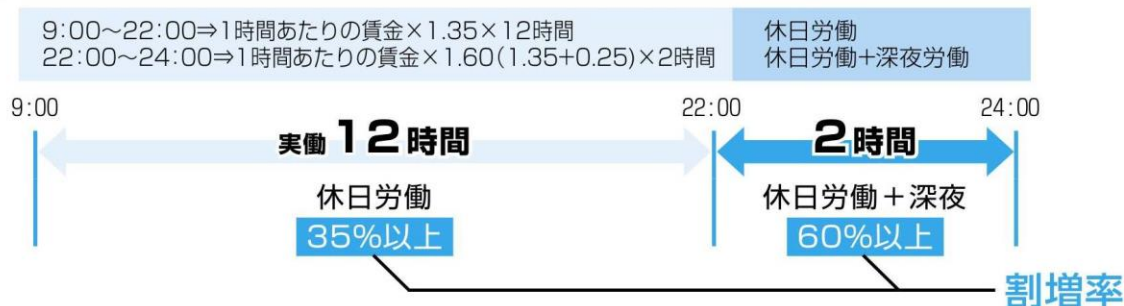 9:00～22:00⇒1時間あたりの賃金×1.35×12時間 休日労働
22:00～24:00⇒1時間あたりの賃金×1.60(1.35+0.25)×2時間 休日労働+深夜労働
9:00 22:00 24:00
実働12時間 2時間
休日労働 休日労働＋深夜
35%以上 60%以上
割増率